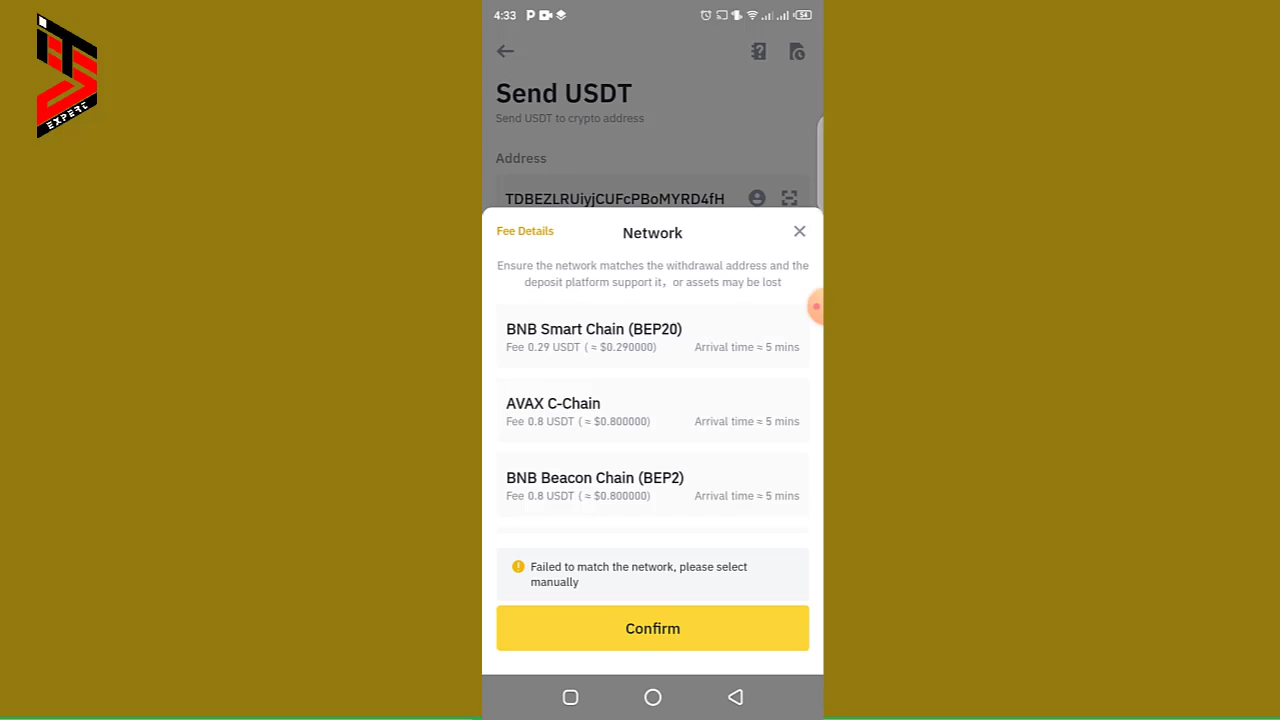 ITS
EXPERT
4:33
54
Send USDT
Send USDT to crypto address
Address
TDBEZLRUiyjCUFcPBoMYRD4fH
Fee Details
Network
Ensure the network matches the withdrawal address and the
deposit platform support it, or assets may be lost
BNB Smart Chain (BEP20)
Fee 0.29 USDT ( ≈ $0.290000)
Arrival time ≈ 5 mins
AVAX C-Chain
Fee 0.8 USDT ( ≈ $0.800000)
Arrival time ≈ 5 mins
BNB Beacon Chain (BEP2)
Fee 0.8 USDT ( ≈ $0.800000)
Arrival time ≈ 5 mins
Failed to match the network, please select
manually
Confirm